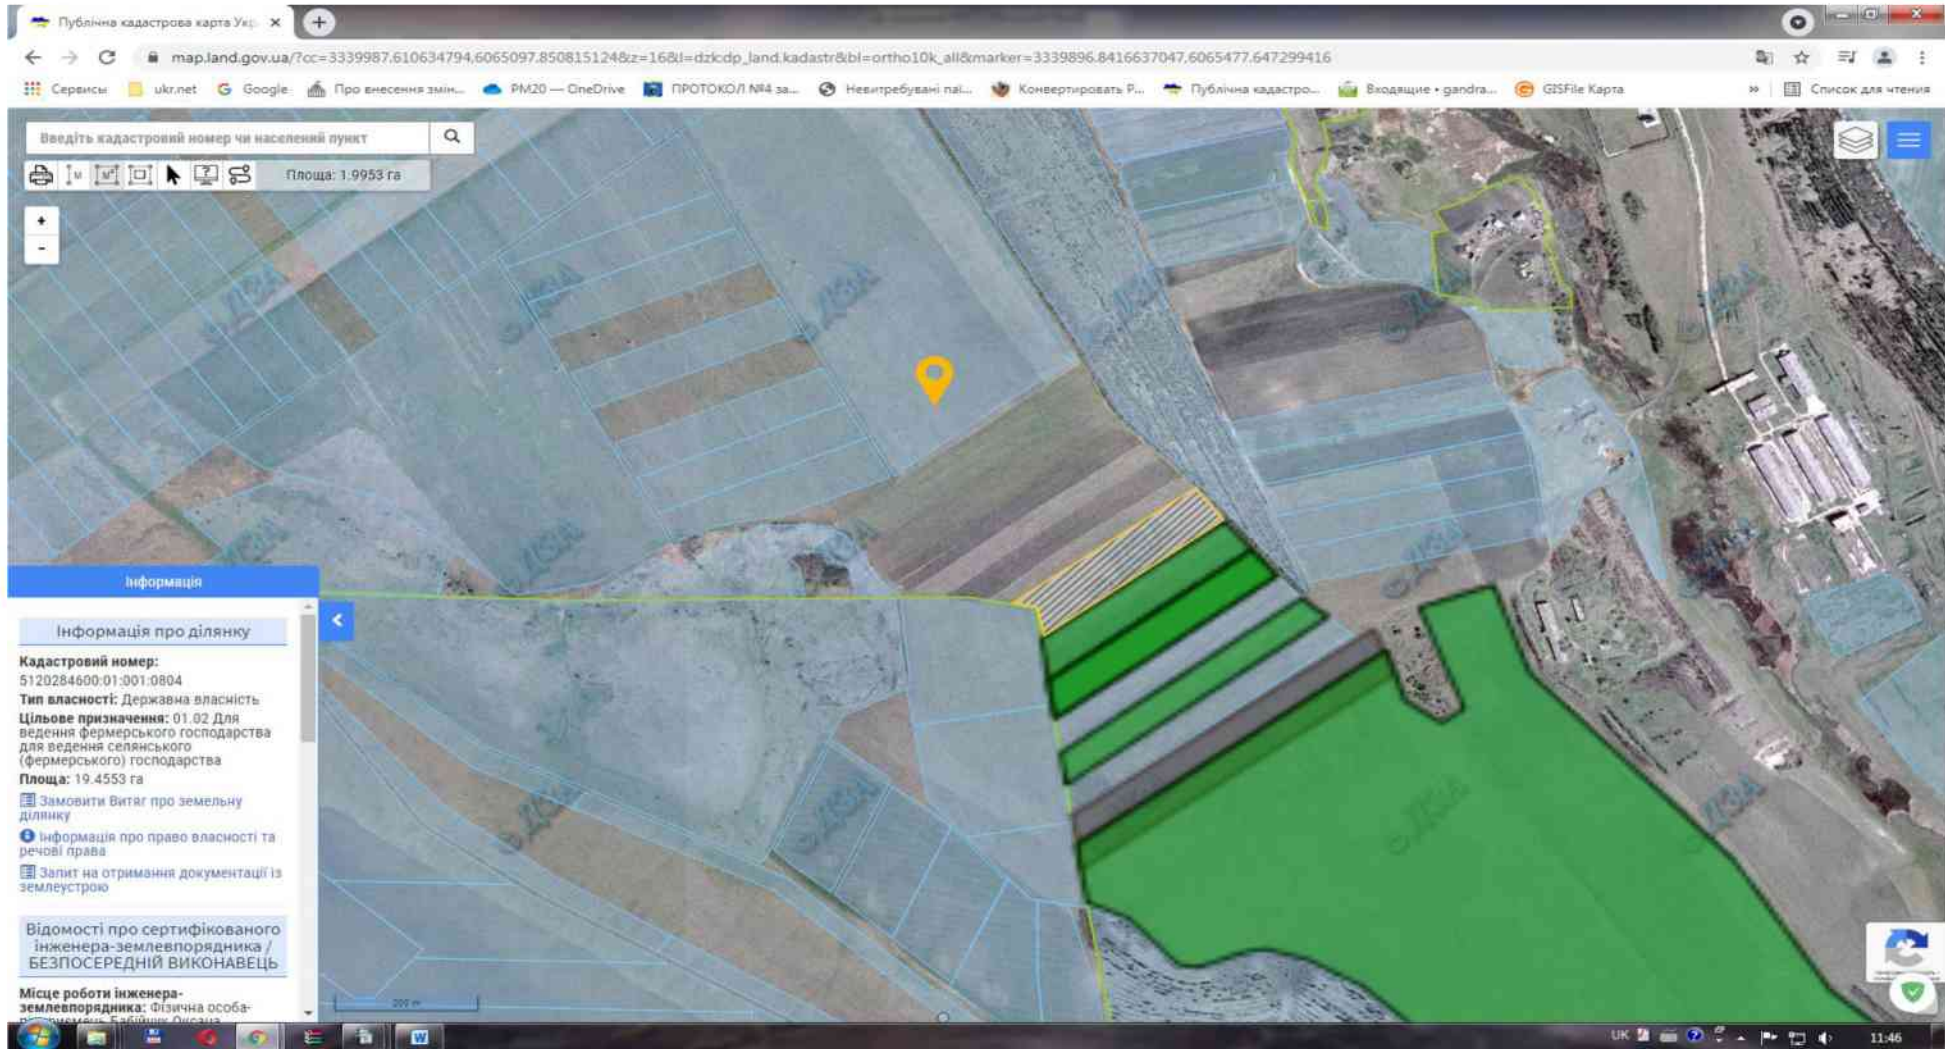 Публічна кадастрова карта Укр
map.land.gov.ua/?cc=3339987.610634794,6065097.850815124&z=16&l=dzk:dp_land.kadastr&bl=ortho10k_all&marker=3339896.8416637047,6065477.647299416
Сервисы ukr.net Google Про внесення змін... PM20 — OneDrive ПРОТОКОЛ №4 за... Невитребувані паї... Конвертировать P... Публічна кадастро... Входящие • gandra... GISFile Карта » Список для чтения
Введіть кадастровий номер чи населений пункт
Площа: 1.9953 га
+
-
© ДЗА
Інформація
Інформація про ділянку
Кадастровий номер:
5120284600:01:001:0804
Тип власності: Державна власність
Цільове призначення: 01.02 Для
ведення фермерського господарства
для ведення селянського
(фермерського) господарства
Площа: 19.4553 га
Замовити Витяг про земельну
ділянку
Інформація про право власності та
речові права
Запит на отримання документації із
землеустрою
Відомості про сертифікованого
інженера-землевпорядника /
БЕЗПОСЕРЕДНІЙ ВИКОНАВЕЦЬ
Місце роботи інженера-
землевпорядника: Фізична особа-
200 m
UK 11:46